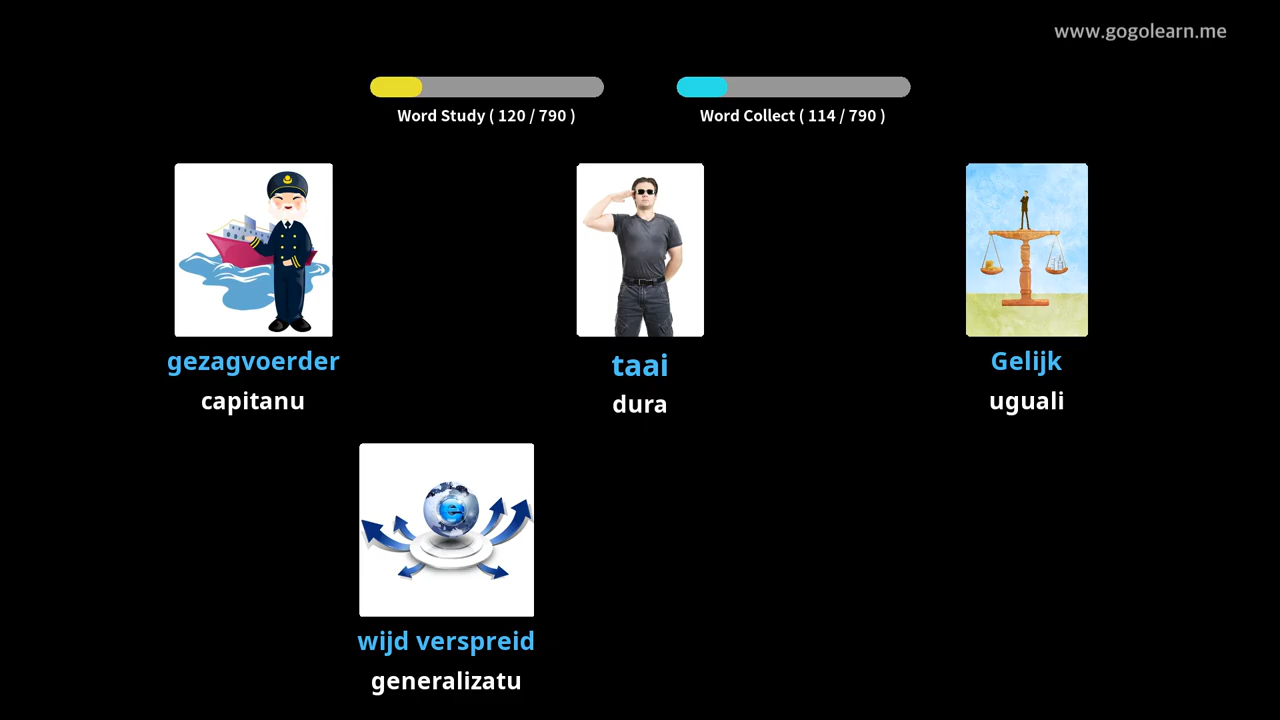 www.gogolearn.me
Word Study ( 120 / 790 )
Word Collect ( 114 / 790 )
gezagvoerder
capitanu
taai
dura
Gelijk
uguali
e
wijd verspreid
generalizatu